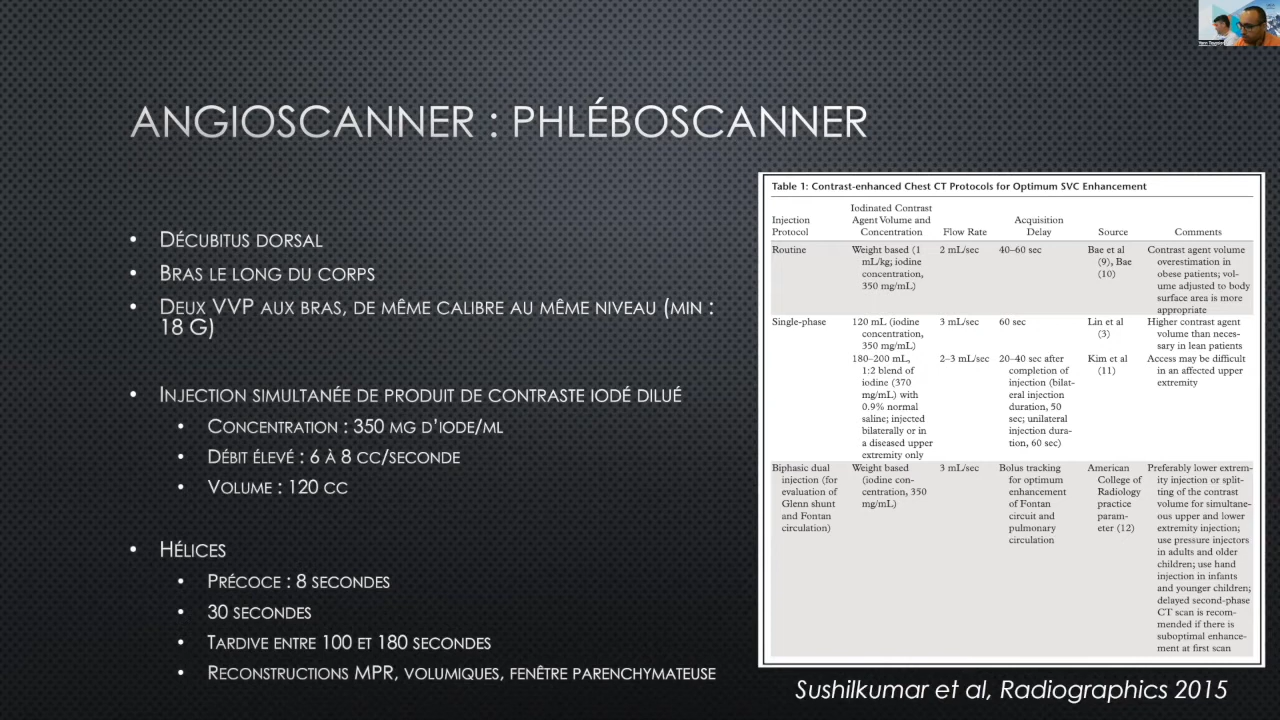 ANGIOSCANNER : PHLÉBOSCANNER
• DÉCUBITUS DORSAL
• BRAS LE LONG DU CORPS
• DEUX VVP AUX BRAS, DE MÊME CALIBRE AU MÊME NIVEAU (MIN :
18 G)
• INJECTION SIMULTANÉE DE PRODUIT DE CONTRASTE IODÉ DILUÉ
• CONCENTRATION : 350 MG D'IODE/ML
• DÉBIT ÉLEVÉ : 6 À 8 CC/SECONDE
• VOLUME : 120 CC
• HÉLICES
• PRÉCOCE : 8 SECONDES
• 30 SECONDES
• TARDIVE ENTRE 100 ET 180 SECONDES
• RECONSTRUCTIONS MPR, VOLUMIQUES, FENÊTRE PARENCHYMATEUSE
Table 1: Contrast-enhanced Chest CT Protocols for Optimum SVC Enhancement
Injection
Protocol
Iodinated Contrast
Agent Volume and
Concentration
Flow Rate
Acquisition
Delay
Source
Comments
Routine
Weight based (1
mL/kg; iodine
concentration,
350 mg/mL)
2 mL/sec
40–60 sec
Bae et al
(9), Bae
(10)
Contrast agent volume
overestimation in
obese patients; vol-
ume adjusted to body
surface area is more
appropriate
Single-phase
120 mL (iodine
concentration,
350 mg/mL)
3 mL/sec
60 sec
Lin et al
(3)
Higher contrast agent
volume than neces-
sary in lean patients
180–200 mL,
1:2 blend of
iodine (370
mg/mL) with
0.9% normal
saline; injected
bilaterally or in
a diseased upper
extremity only
2–3 mL/sec
20–40 sec after
completion of
injection (bilat-
eral injection
duration, 50
sec; unilateral
injection dura-
tion, 60 sec)
Kim et al
(11)
Access may be difficult
in an affected upper
extremity
Biphasic dual
injection (for
evaluation of
Glenn shunt
and Fontan
circulation)
Weight based
(iodine con-
centration, 350
mg/mL)
3 mL/sec
Bolus tracking
for optimum
enhancement
of Fontan
circuit and
pulmonary
circulation
American
College of
Radiology
practice
param-
eter (12)
Preferably lower extrem-
ity injection or split-
ting of the contrast
volume for simultane-
ous upper and lower
extremity injection;
use pressure injectors
in adults and older
children; use hand
injection in infants
and younger children;
delayed second-phase
CT scan is recom-
mended if there is
suboptimal enhance-
ment at first scan
Sushilkumar et al, Radiographics 2015